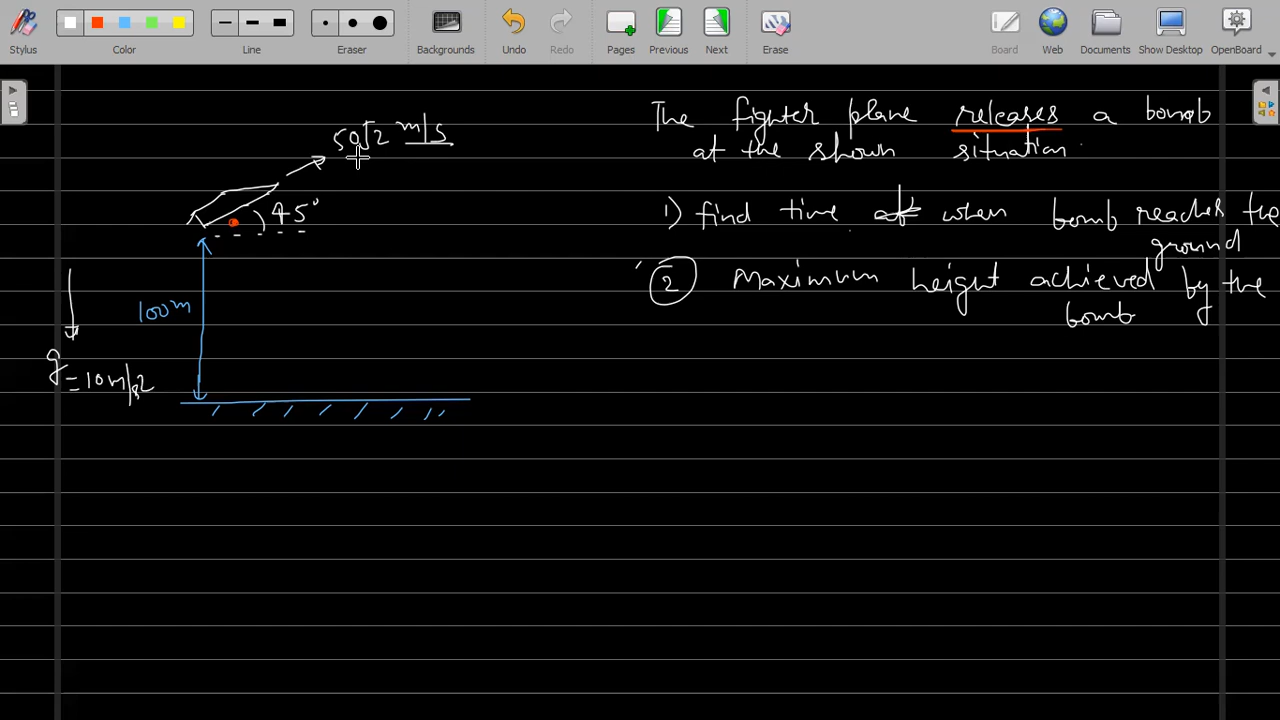 Stylus
Color
Line
Eraser
Backgrounds
Undo
Redo
Pages
Previous
Next
Erase
Board
Web
Documents
Show Desktop
OpenBoard
50√2 m/s
45°
100m
g
=10m/s2
The fighter plane releases a bomb
at the shown situation
1) find time when bomb reaches the
ground
2 Maximum height achieved by the
bomb